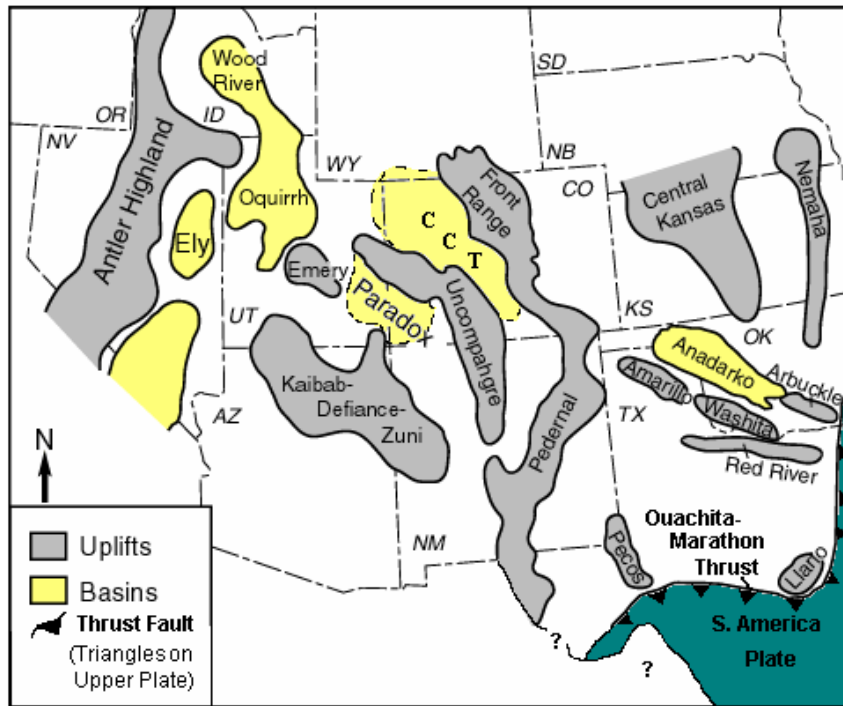 Wood
River
SD
OR
ID
NV
WY
NB
CO
Antler Highland
Oquirrh
Front
Range
Central
Kansas
Nemaha
C
C
T
Ely
Emery
Paradox
Uncompahgre
UT
KS
OK
Anadarko
Kaibab-
Defiance-
Zuni
Amarillo
Arbuckle
Washita
AZ
TX
Pedernal
Red River
N
NM
Pecos
Ouachita-
Marathon
Thrust
Llano
Uplifts
Basins
Thrust Fault
(Triangles on
Upper Plate)
S. America
Plate
?
?